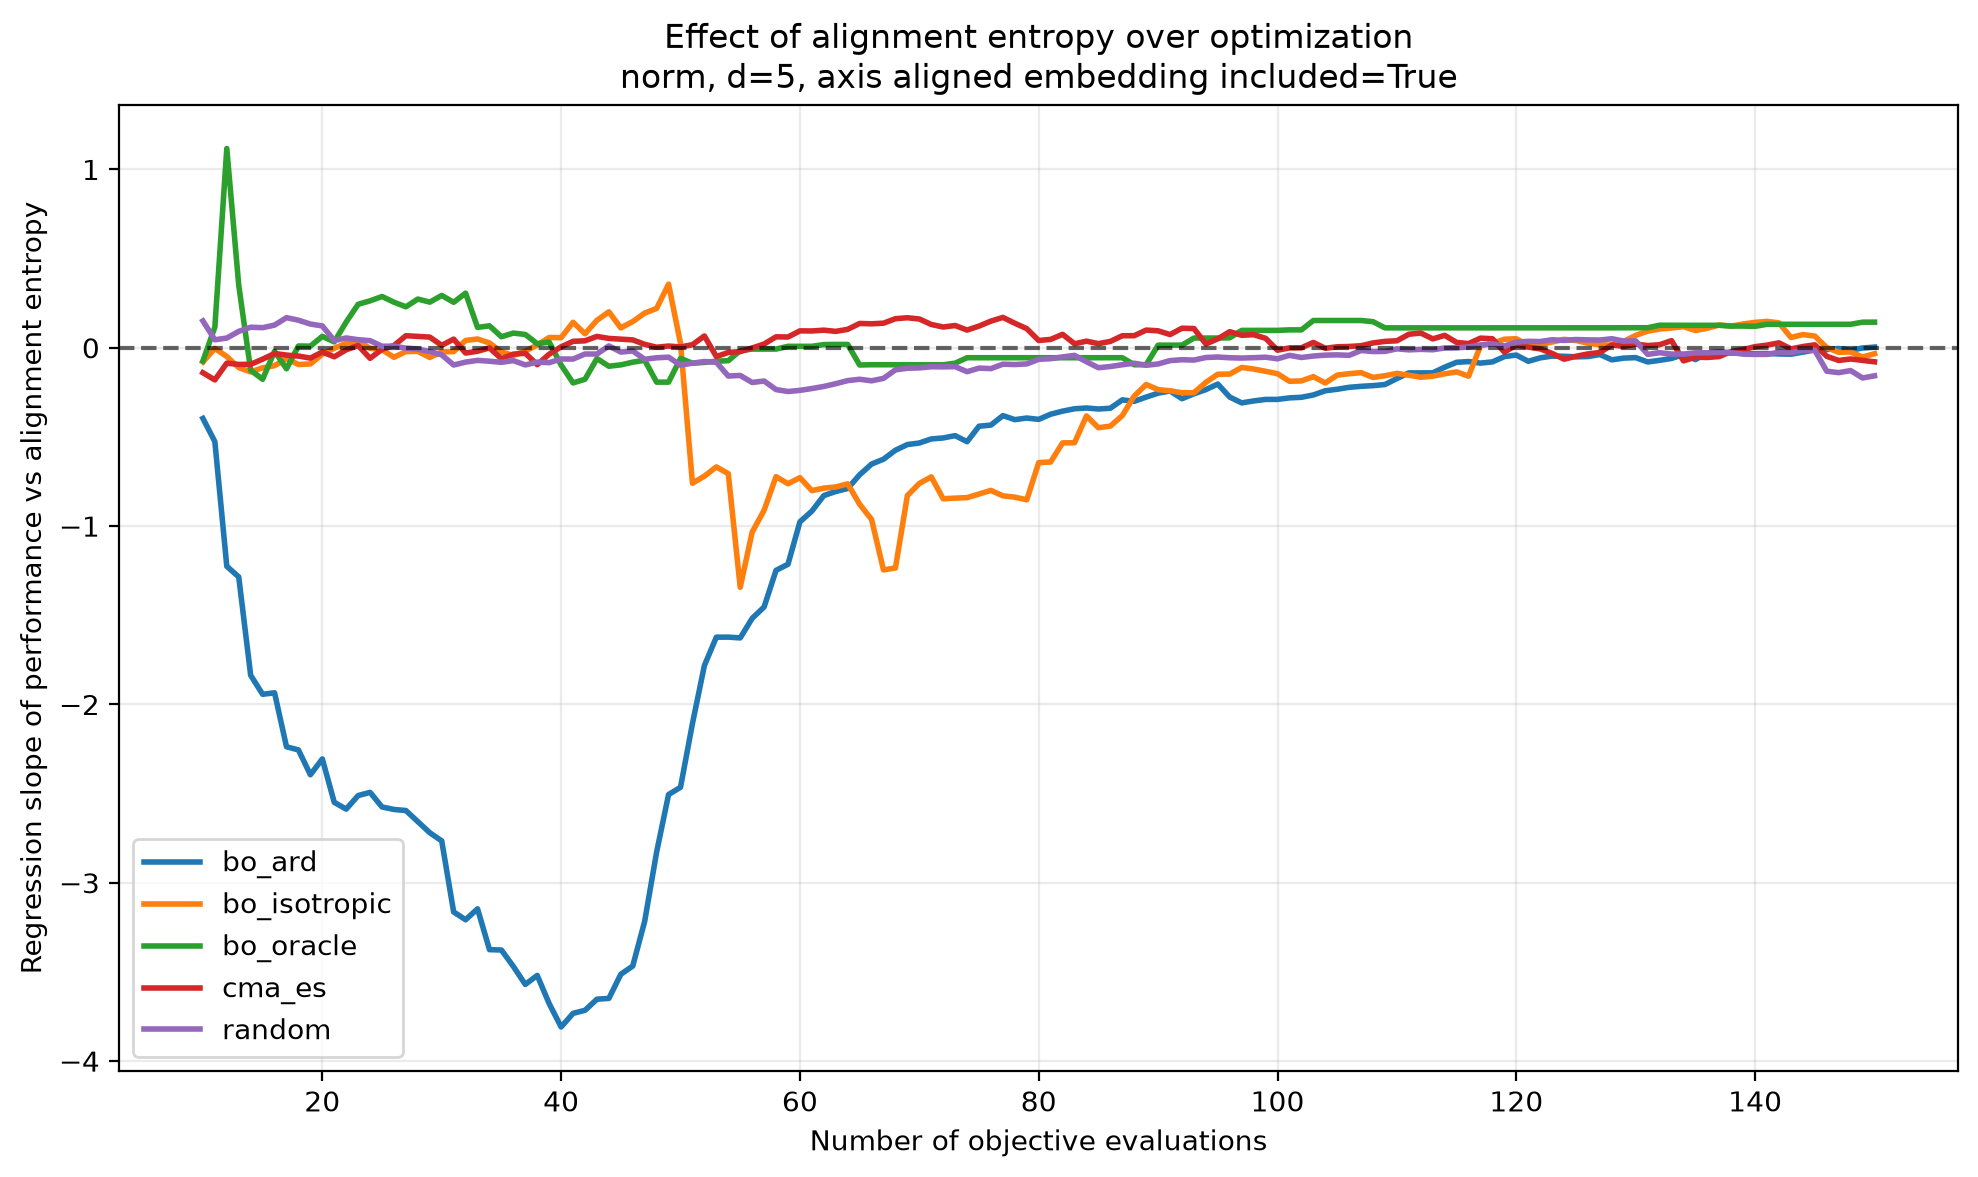 Effect of alignment entropy over optimization
norm, d=5, axis aligned embedding included=True
Regression slope of performance vs alignment entropy
1
0
−1
−2
−3
−4
bo_ard
bo_isotropic
bo_oracle
cma_es
random
20
40
60
80
100
120
140
Number of objective evaluations